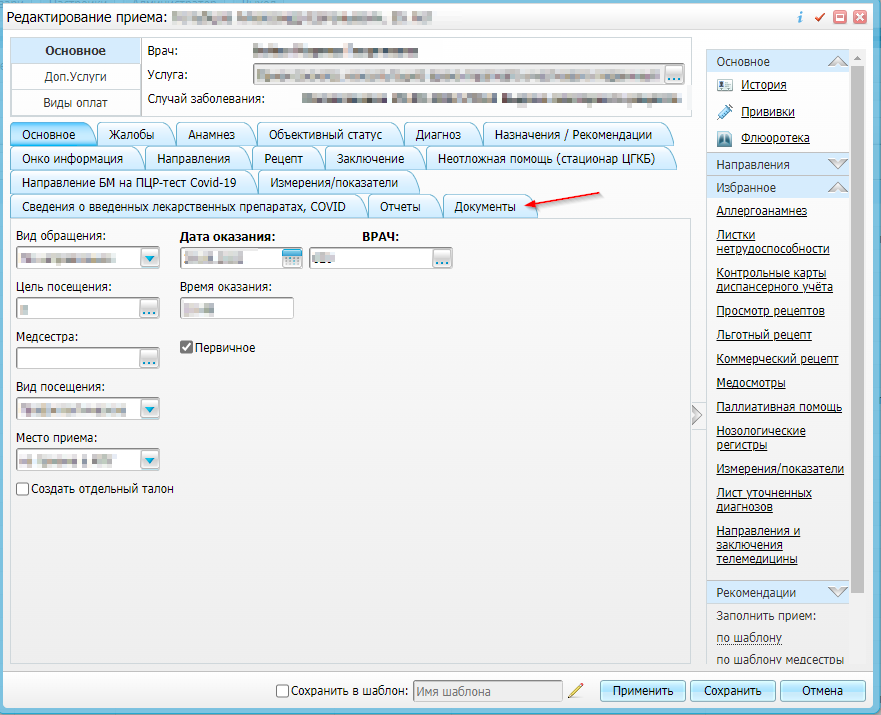 Редактирование приема:
Основное
Доп.Услуги
Виды оплат
Врач:
Услуга:
Случай заболевания:
Основное Жалобы Анамнез Объективный статус Диагноз Назначения / Рекомендации
Онко информация Направления Рецепт Заключение Неотложная помощь (стационар ЦГКБ)
Направление БМ на ПЦР-тест Covid-19 Измерения/показатели
Сведения о введенных лекарственных препаратах, COVID Отчеты Документы
Вид обращения:
Дата оказания:
ВРАЧ:
Цель посещения:
Время оказания:
Медсестра:
Первичное
Вид посещения:
Место приема:
Создать отдельный талон
Основное
История
Прививки
Флюоротека
Направления
Избранное
Аллергоанамнез
Листки
нетрудоспособности
Контрольные карты
диспансерного учёта
Просмотр рецептов
Льготный рецепт
Коммерческий рецепт
Медосмотры
Паллиативная помощь
Нозологические
регистры
Измерения/показатели
Лист уточненных
диагнозов
Направления и
заключения
телемедицины
Рекомендации
Заполнить прием:
по шаблону
по шаблону медсестры
Сохранить в шаблон: Имя шаблона
Применить Сохранить Отмена